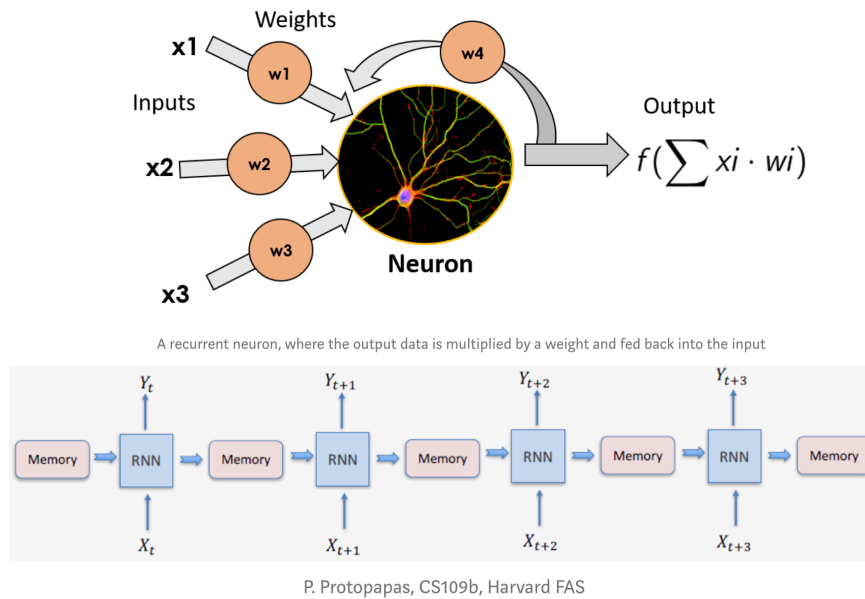 Weights
x1
w1
w4
Inputs
Output
x2
w2
f(∑ xi · wi)
w3
Neuron
x3
A recurrent neuron, where the output data is multiplied by a weight and fed back into the input
Yₜ Yₜ₊₁ Yₜ₊₂ Yₜ₊₃
Memory RNN Memory RNN Memory RNN Memory RNN Memory
Xₜ Xₜ₊₁ Xₜ₊₂ Xₜ₊₃
P. Protopapas, CS109b, Harvard FAS